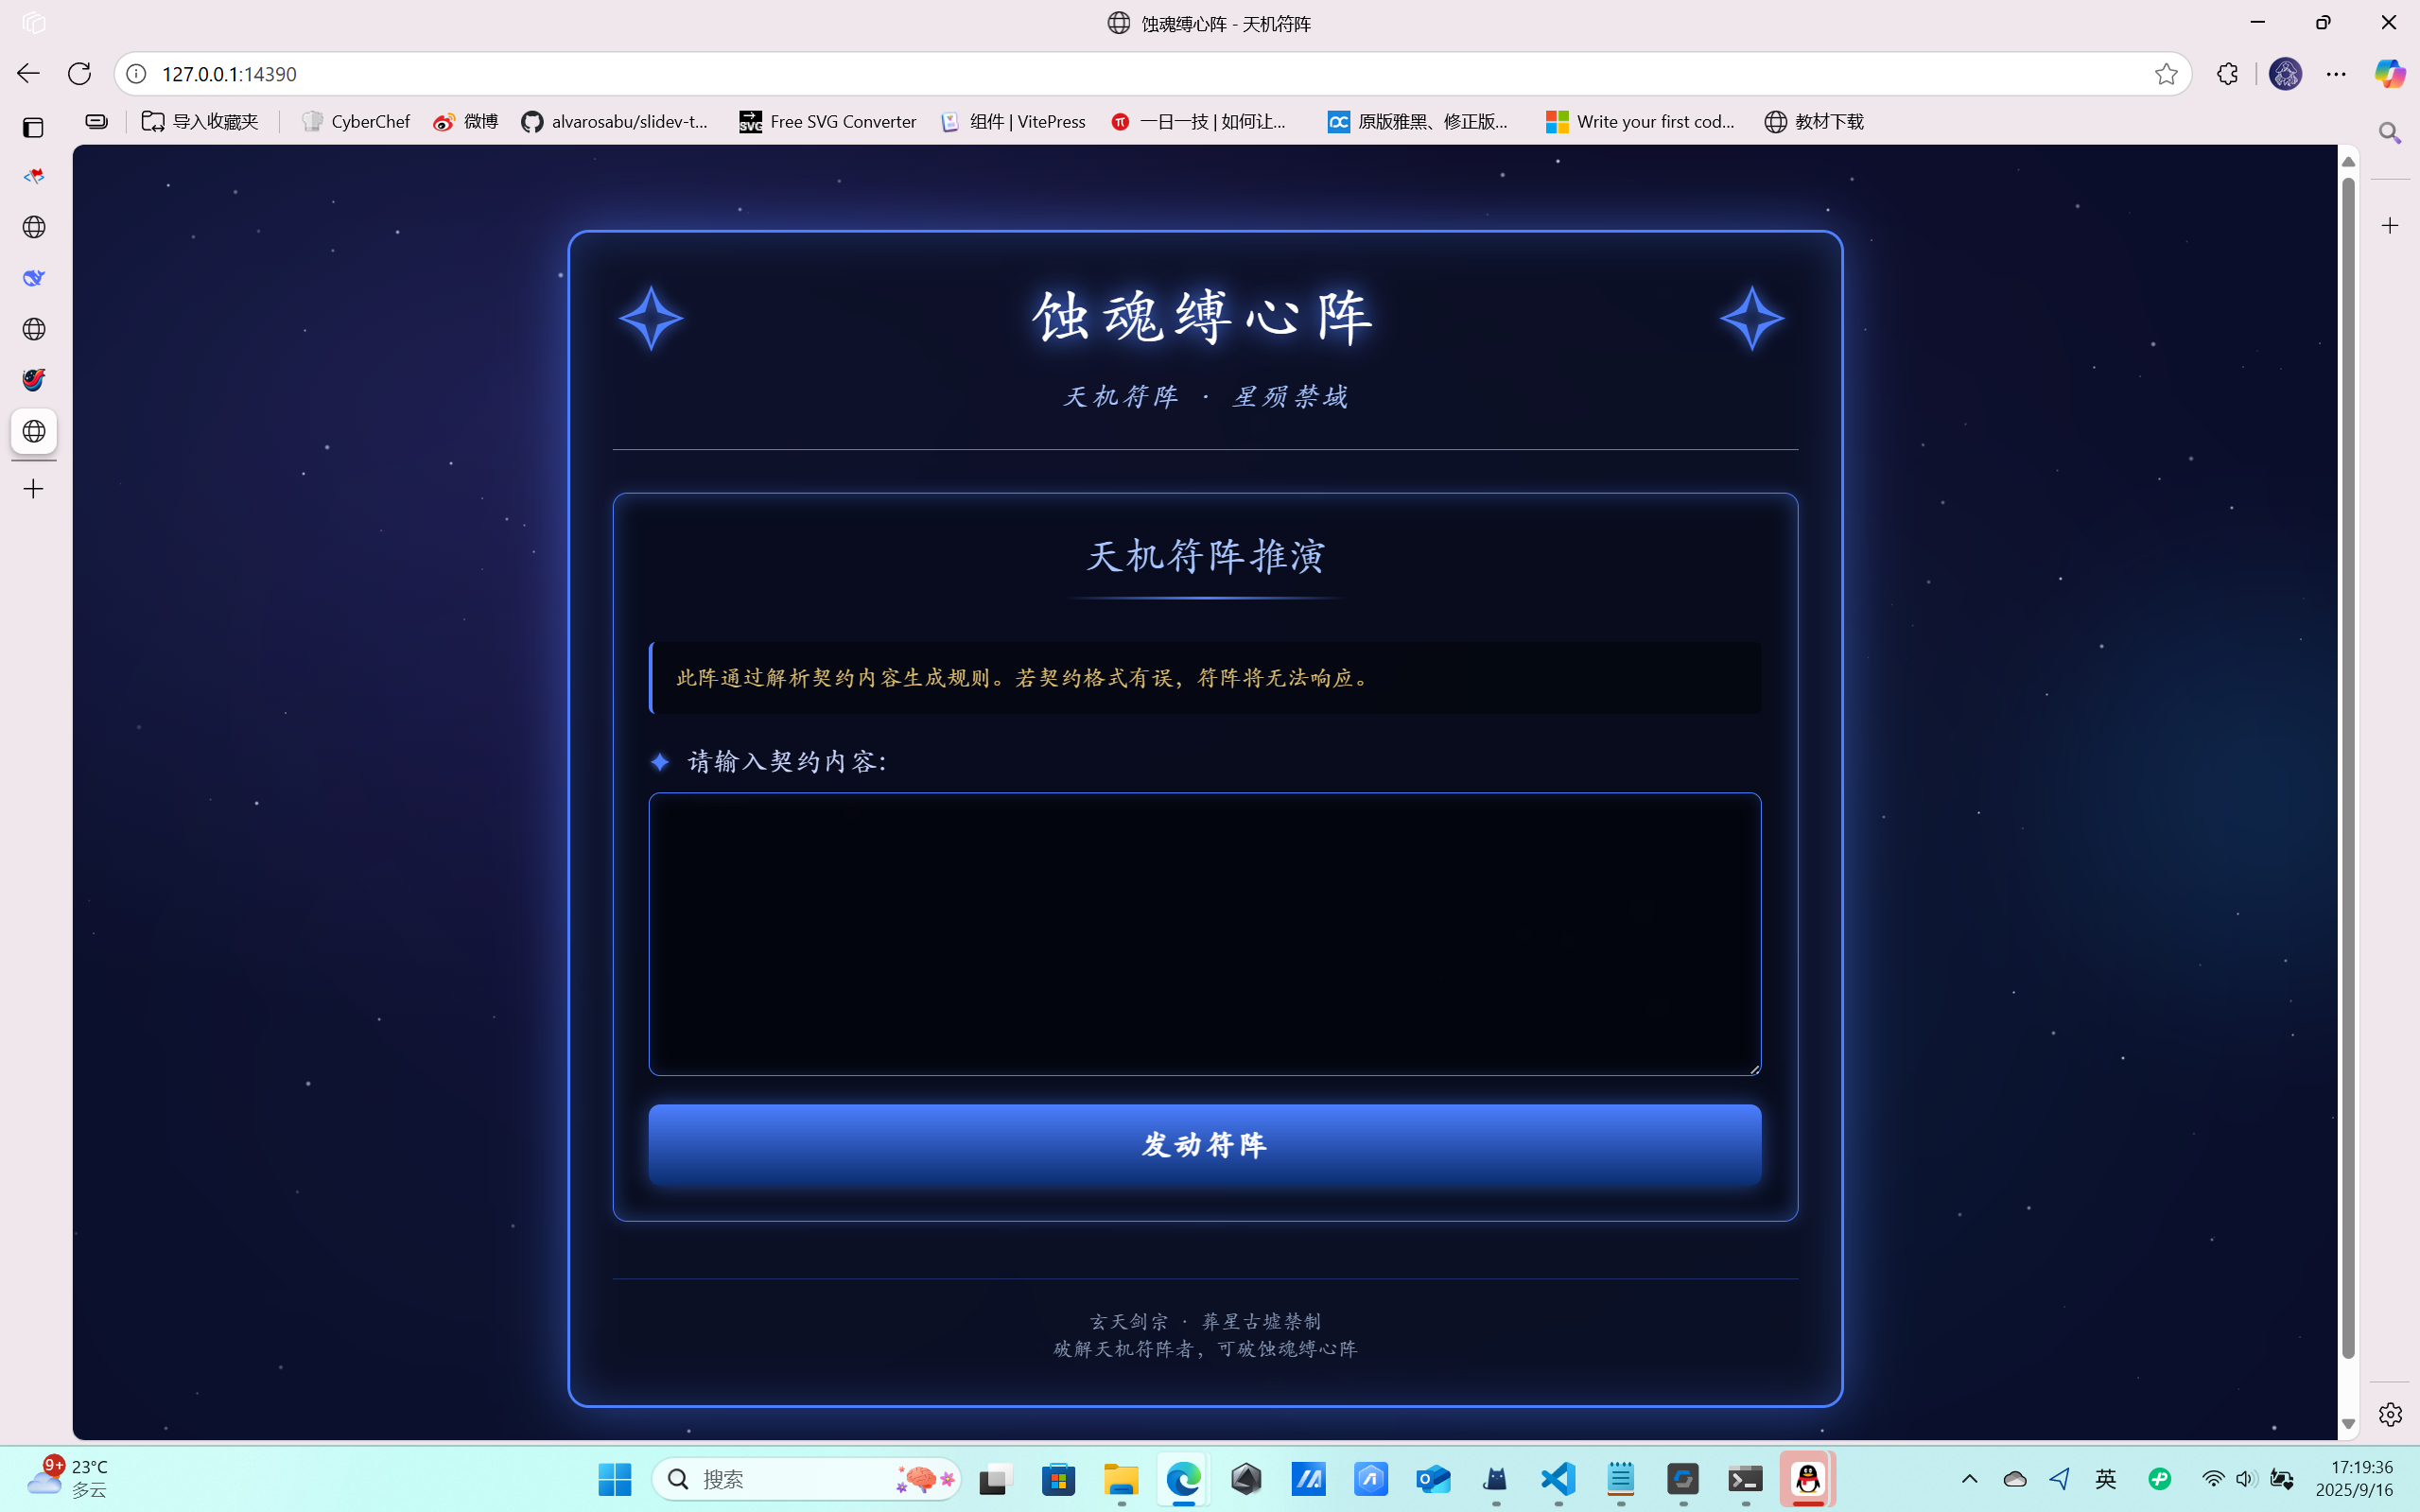 蚀魂缚心阵 - 天机符阵
127.0.0.1:14390
导入收藏夹
CyberChef
微博
alvarosabu/slidev-t...
SVG
Free SVG Converter
组件 | VitePress
π
一日一技 | 如何让...
原版雅黑、修正版...
Write your first cod...
教材下载
蚀魂缚心阵
天机符阵 · 星殒禁域
天机符阵推演
此阵通过解析契约内容生成规则。若契约格式有误，符阵将无法响应。
请输入契约内容：
发动符阵
玄天剑宗 · 葬星古墟禁制
破解天机符阵者，可破蚀魂缚心阵
9+
23°C
多云
搜索
英
17:19:36
2025/9/16